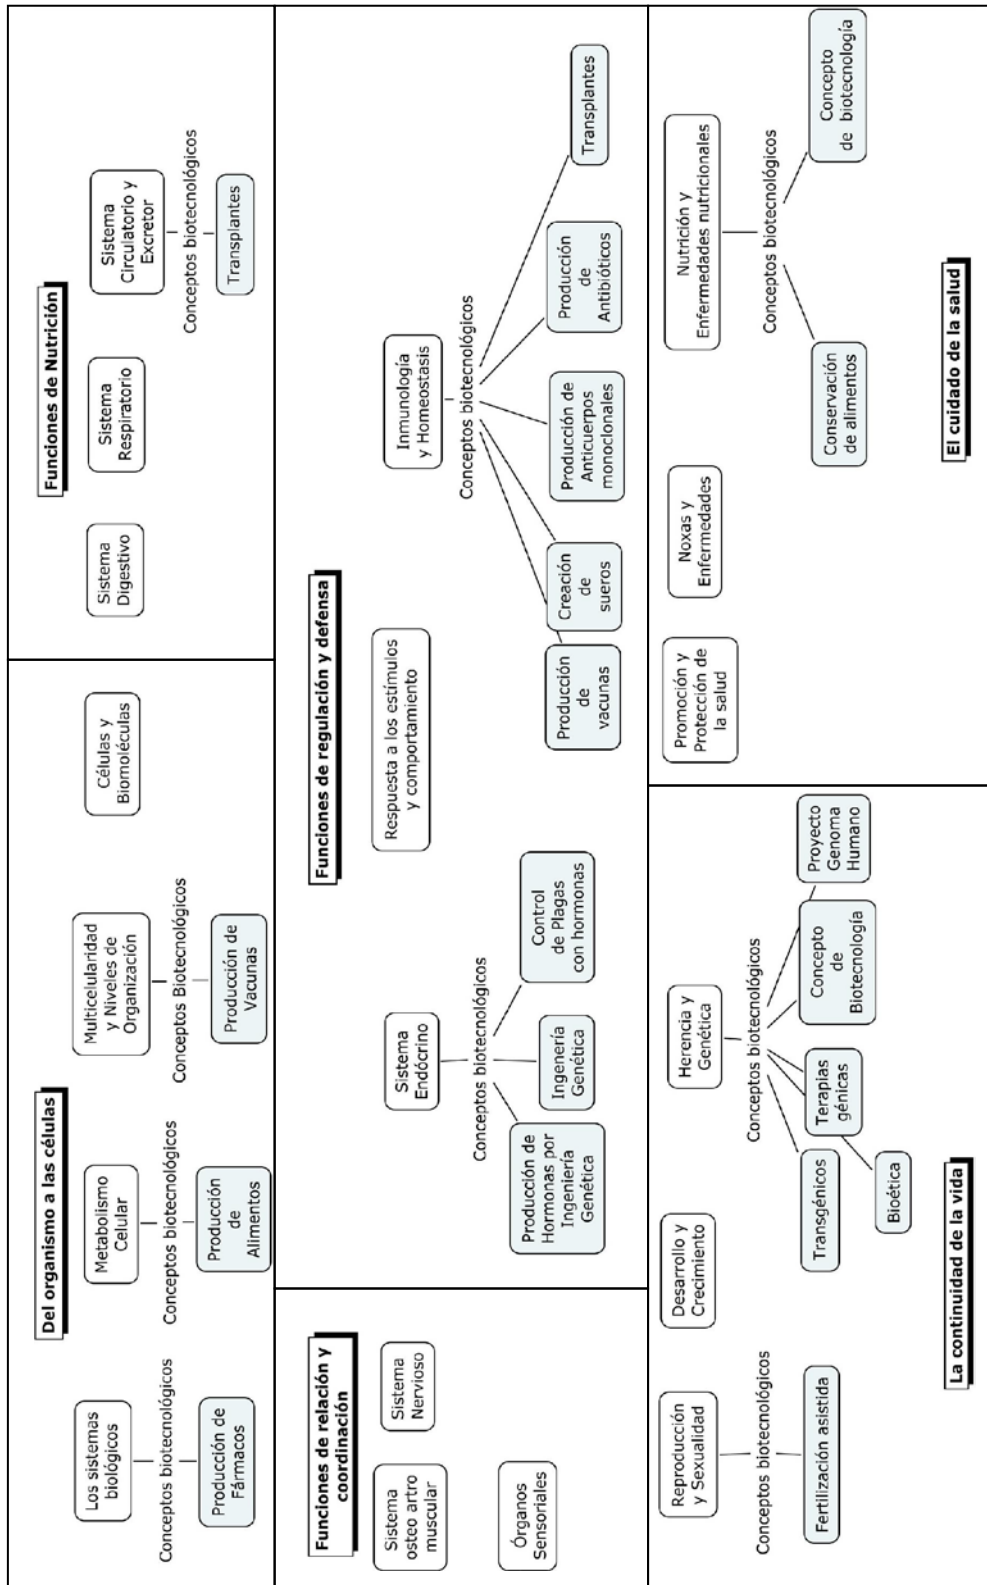 Del organismo a las células
Los sistemas
biológicos
Conceptos biotecnológicos
Producción de
Fármacos
Metabolismo
Celular
Conceptos biotecnológicos
Producción
de
Alimentos
Multicelularidad
y Niveles de
Organización
Conceptos Biotecnológicos
Producción de
Vacunas
Células y
Biomoléculas
Funciones de Nutrición
Sistema
Digestivo
Sistema
Respiratorio
Sistema
Circulatorio y
Excretor
Conceptos biotecnológicos
Transplantes
Funciones de relación y
coordinación
Sistema
osteo artro
muscular
Sistema
Nervioso
Órganos
Sensoriales
Funciones de regulación y defensa
Sistema
Endócrino
Conceptos biotecnológicos
Producción de
Hormonas por
Ingeniería
Genética
Ingenería
Genética
Control
de Plagas
con hormonas
Respuesta a los estímulos
y comportamiento
Inmunología
y Homeostasis
Conceptos biotecnológicos
Producción
de
vacunas
Creación
de
sueros
Producción de
Anticuerpos
monoclonales
Producción
de
Antibióticos
Transplantes
Reproducción
y Sexualidad
Conceptos biotecnológicos
Fertilización asistida
Desarrollo y
Crecimiento
Herencia y
Genética
Conceptos biotecnológicos
Transgénicos
Bioética
Terapias
génicas
Concepto
de
Biotecnología
Proyecto
Genoma
Humano
La continuidad de la vida
Promoción y
Protección de
la salud
Noxas y
Enfermedades
Nutrición y
Enfermedades nutricionales
Conceptos biotecnológicos
Conservación
de alimentos
Concepto
de biotecnología
El cuidado de la salud